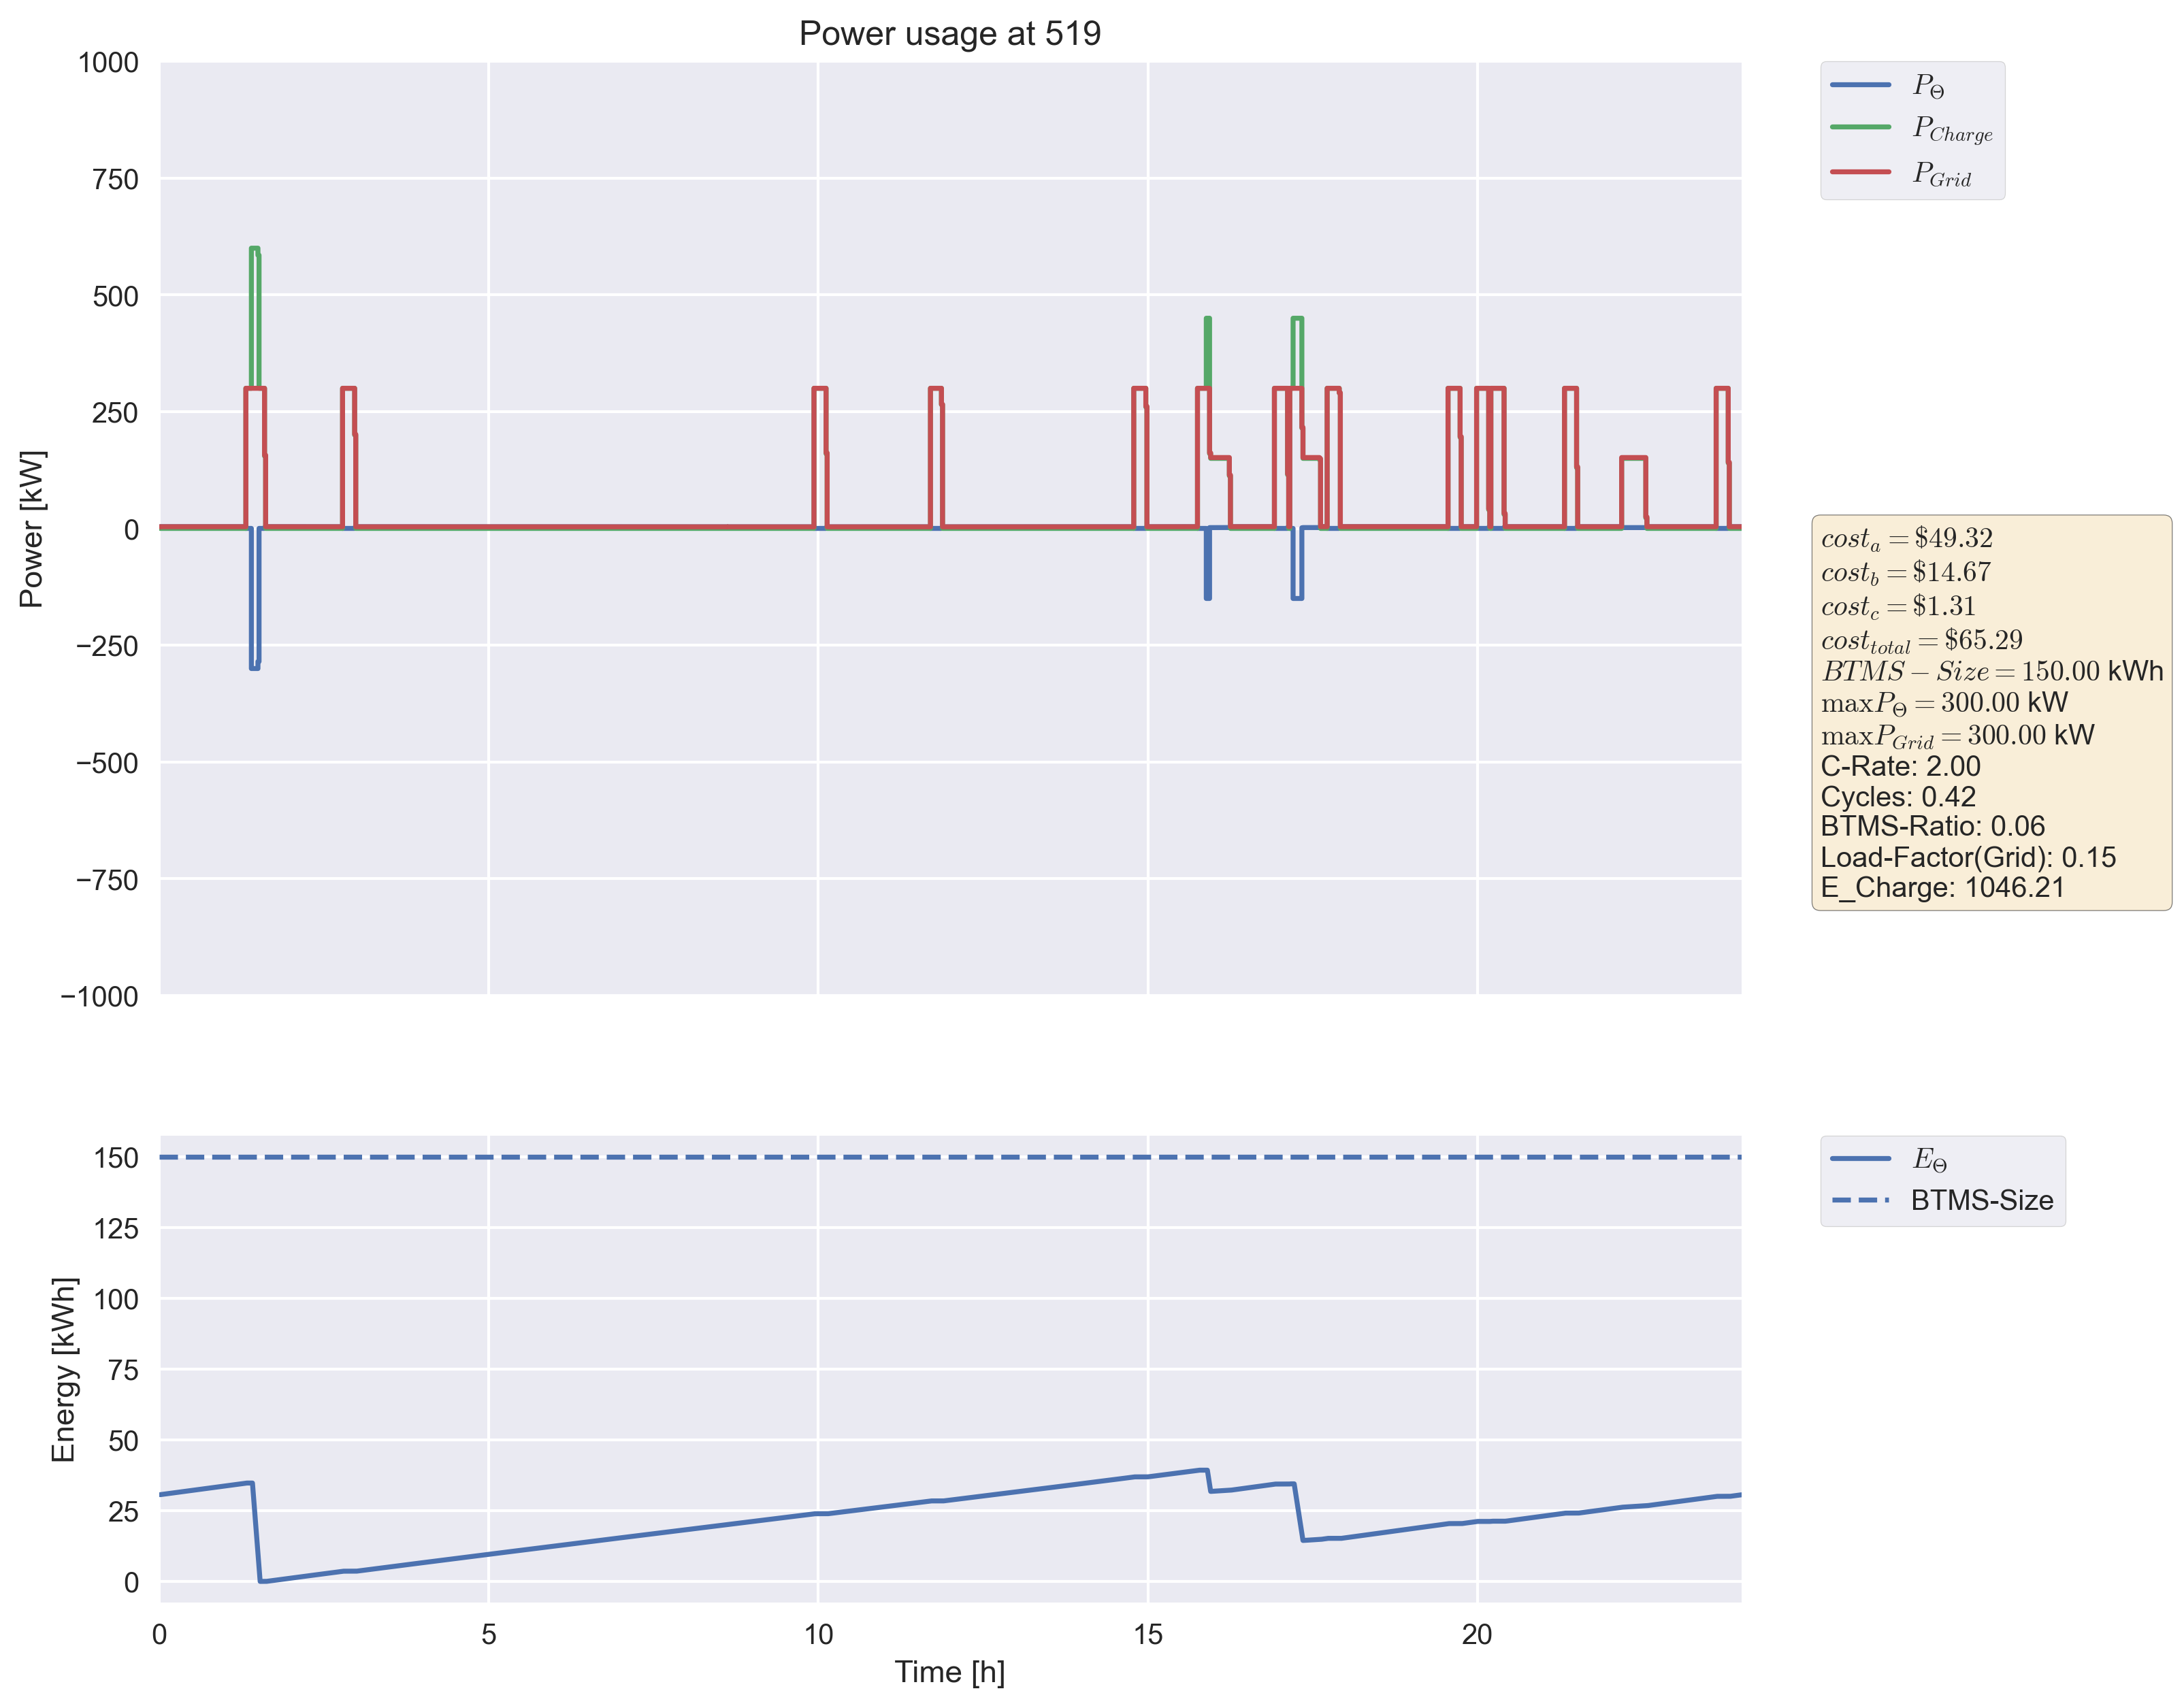 Power usage at 519
1000
750
500
250
0
−250
−500
−750
−1000
Power [kW]
P_Θ
P_Charge
P_Grid
cost_a = $49.32
cost_b = $14.67
cost_c = $1.31
cost_total = $65.29
BTMS − Size = 150.00 kWh
maxP_Θ = 300.00 kW
maxP_Grid = 300.00 kW
C-Rate: 2.00
Cycles: 0.42
BTMS-Ratio: 0.06
Load-Factor(Grid): 0.15
E_Charge: 1046.21
150
125
100
75
50
25
0
Energy [kWh]
E_Θ
BTMS-Size
0 5 10 15 20
Time [h]